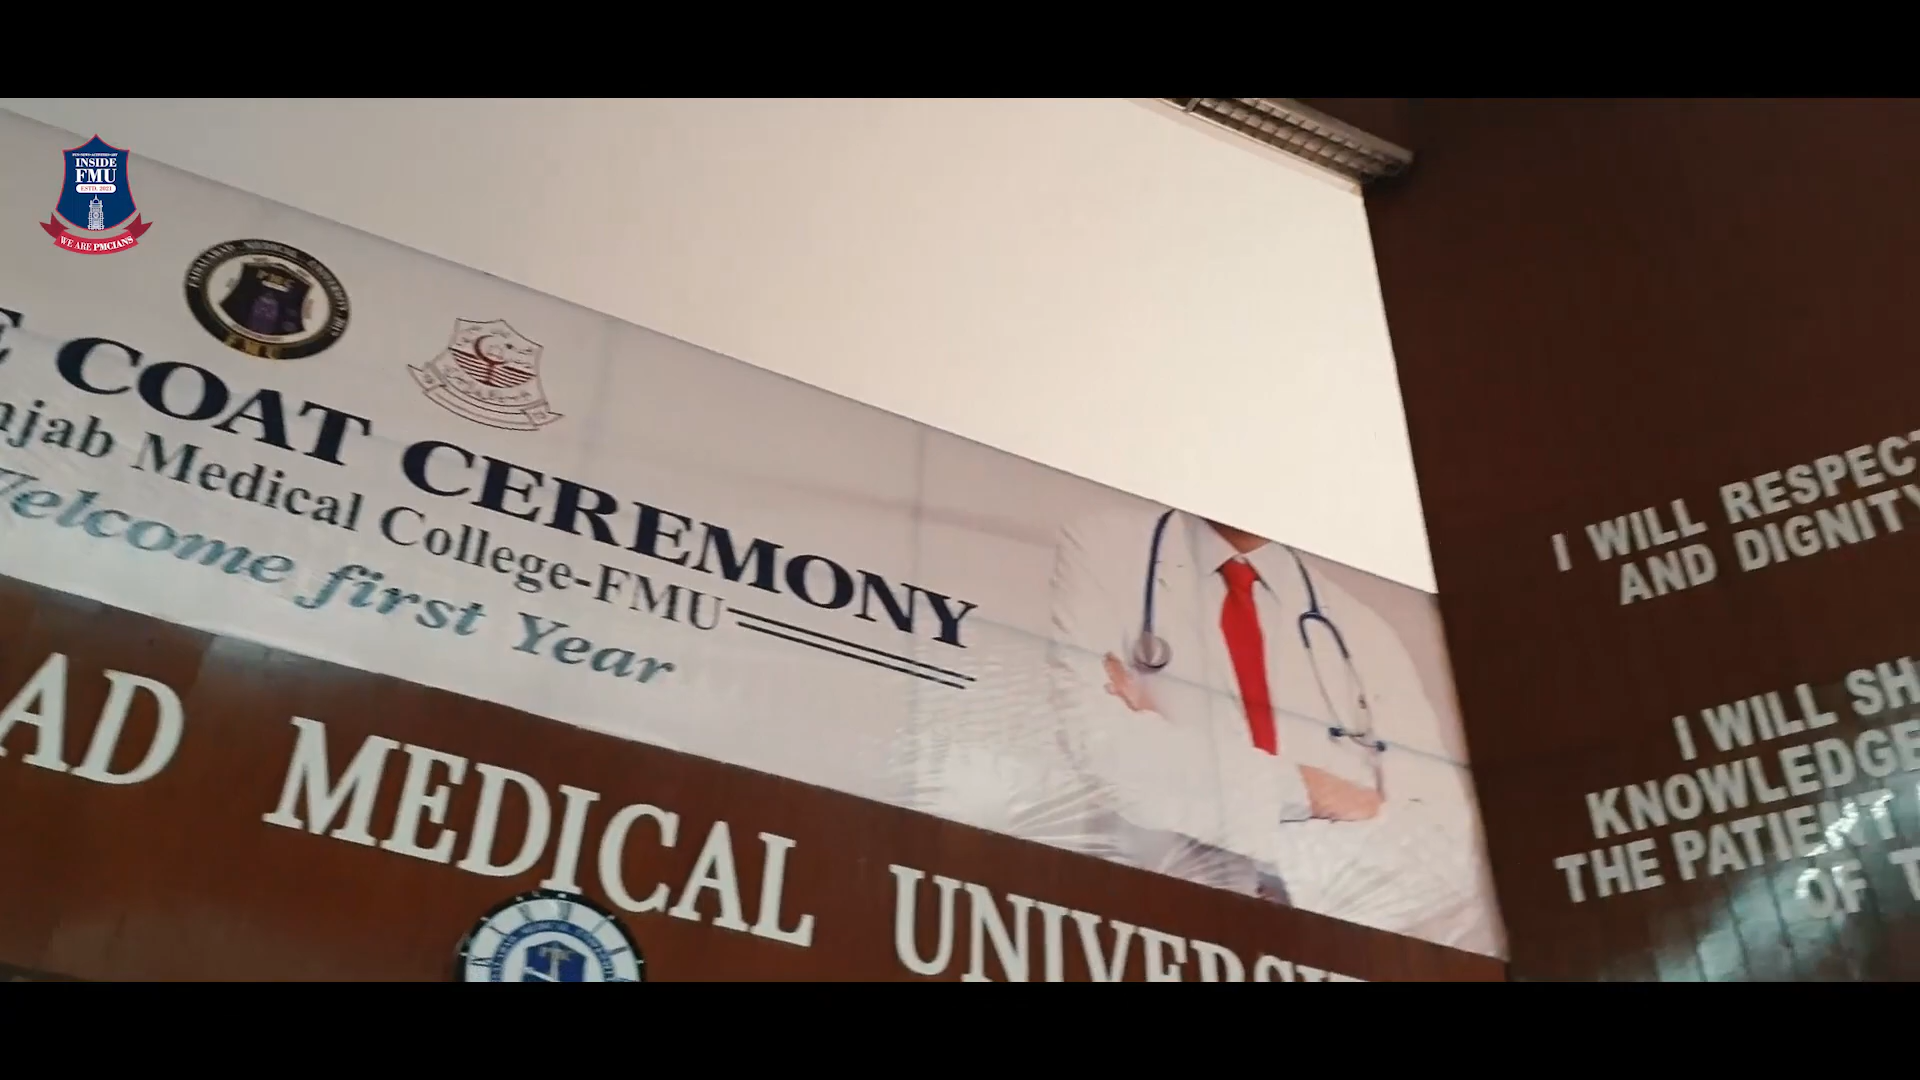 INSIDE
FMU
ESTD. 2021
WE ARE PMCIANS
E COAT CEREMONY
njab Medical College-FMU
Welcome first Year
AD MEDICAL UNIVERSI
I WILL RESPECT
AND DIGNITY
I WILL SH
KNOWLEDGE
THE PATIENT
OF T